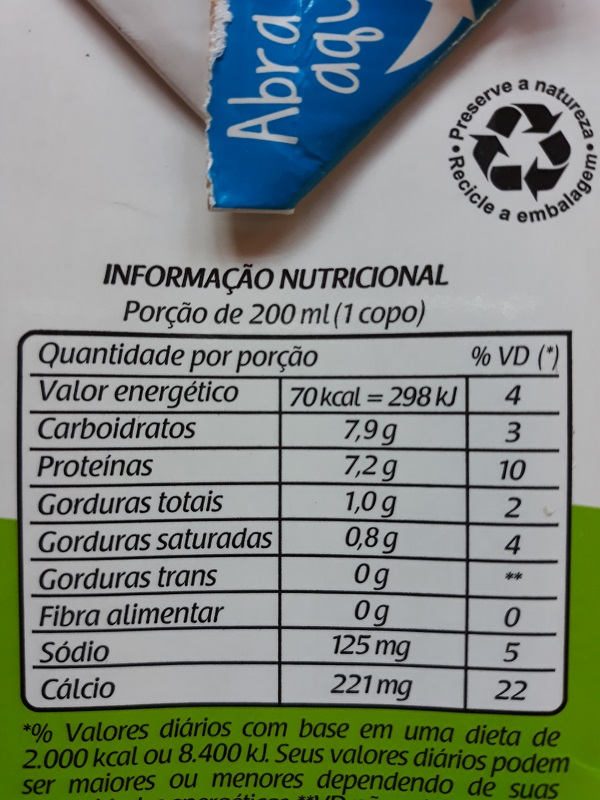 Abra
aqu
Preserve a natureza •
Recicle a embalagem •
INFORMAÇÃO NUTRICIONAL
Porção de 200 ml (1 copo)
Quantidade por porção % VD (*)
Valor energético 70 kcal = 298 kJ 4
Carboidratos 7,9 g 3
Proteínas 7,2 g 10
Gorduras totais 1,0 g 2
Gorduras saturadas 0,8 g 4
Gorduras trans 0 g **
Fibra alimentar 0 g 0
Sódio 125 mg 5
Cálcio 221 mg 22
*% Valores diários com base em uma dieta de
2.000 kcal ou 8.400 kJ. Seus valores diários podem
ser maiores ou menores dependendo de suas